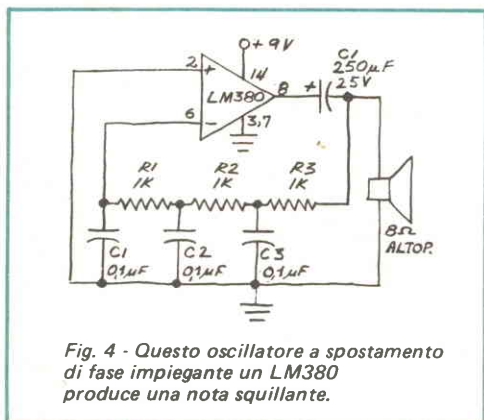 +9V
C1
250µF
25V
2
+
14
8
+
LM380
6
-
3,7
R1
1K
R2
1K
R3
1K
8Ω
ALTOP.
C1
0,1µF
C2
0,1µF
C3
0,1µF
Fig. 4 - Questo oscillatore a spostamento
di fase impiegante un LM380
produce una nota squillante.